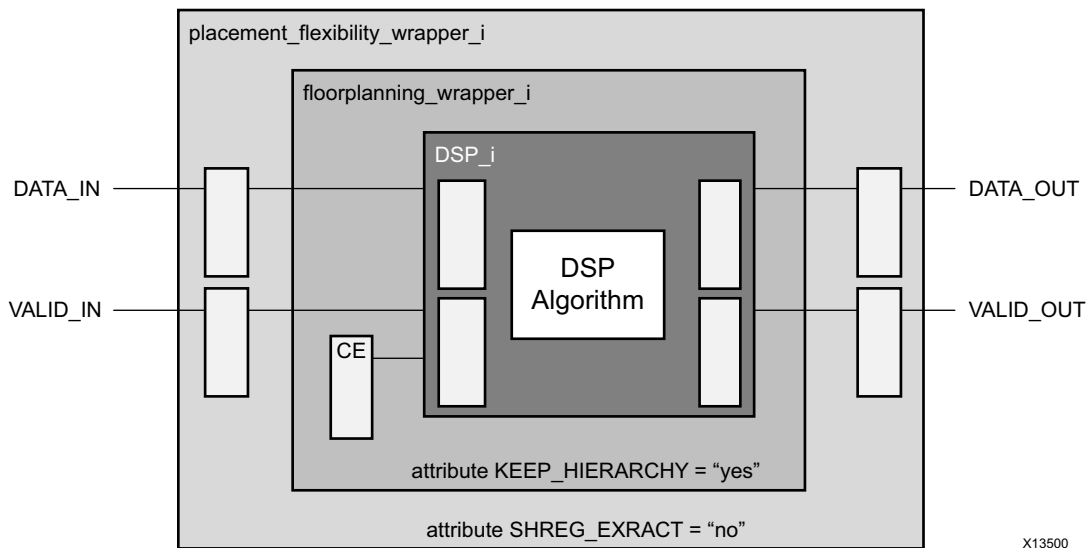 placement_flexibility_wrapper_i
floorplanning_wrapper_i
DSP_i
DATA_IN
DATA_OUT
DSP
Algorithm
VALID_IN
VALID_OUT
CE
attribute KEEP_HIERARCHY = “yes”
attribute SHREG_EXRACT = “no”
X13500